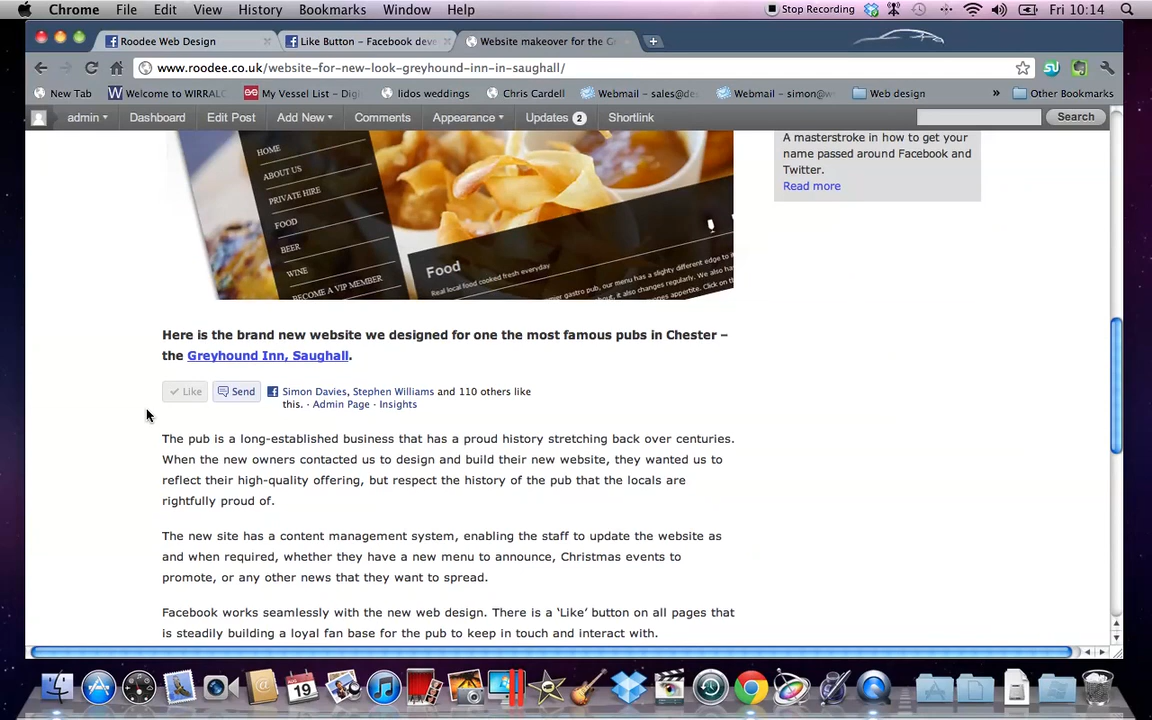 Chrome File Edit View History Bookmarks Window Help Stop Recording Fri 10:14
Roodee Web Design Like Button – Facebook deve Website makeover for the G
www.roodee.co.uk/website-for-new-look-greyhound-inn-in-saughall/
New Tab Welcome to WIRRALC My Vessel List - Digi lidos weddings Chris Cardell Webmail – sales@de Webmail – simon@w Web design » Other Bookmarks
admin Dashboard Edit Post Add New Comments Appearance Updates 2 Shortlink Search
HOME
ABOUT US
PRIVATE HIRE
FOOD
BEER
WINE
BECOME A VIP MEMBER
Food
Real local food cooked fresh everyday
A masterstroke in how to get your
name passed around Facebook and
Twitter.
Read more
Here is the brand new website we designed for one the most famous pubs in Chester –
the Greyhound Inn, Saughall.
Like Send Simon Davies, Stephen Williams and 110 others like
this. · Admin Page · Insights
The pub is a long-established business that has a proud history stretching back over centuries.
When the new owners contacted us to design and build their new website, they wanted us to
reflect their high-quality offering, but respect the history of the pub that the locals are
rightfully proud of.
The new site has a content management system, enabling the staff to update the website as
and when required, whether they have a new menu to announce, Christmas events to
promote, or any other news that they want to spread.
Facebook works seamlessly with the new web design. There is a ‘Like’ button on all pages that
is steadily building a loyal fan base for the pub to keep in touch and interact with.
19